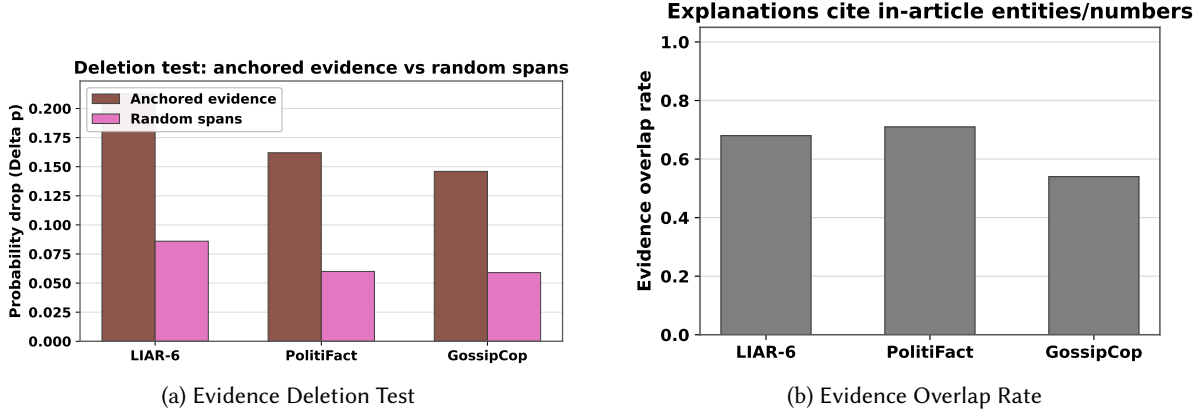 Deletion test: anchored evidence vs random spans
Probability drop (Delta p)
0.200
0.175
0.150
0.125
0.100
0.075
0.050
0.025
0.000
Anchored evidence
Random spans
LIAR-6 PolitiFact GossipCop
(a) Evidence Deletion Test
Explanations cite in-article entities/numbers
Evidence overlap rate
1.0
0.8
0.6
0.4
0.2
0.0
LIAR-6 PolitiFact GossipCop
(b) Evidence Overlap Rate